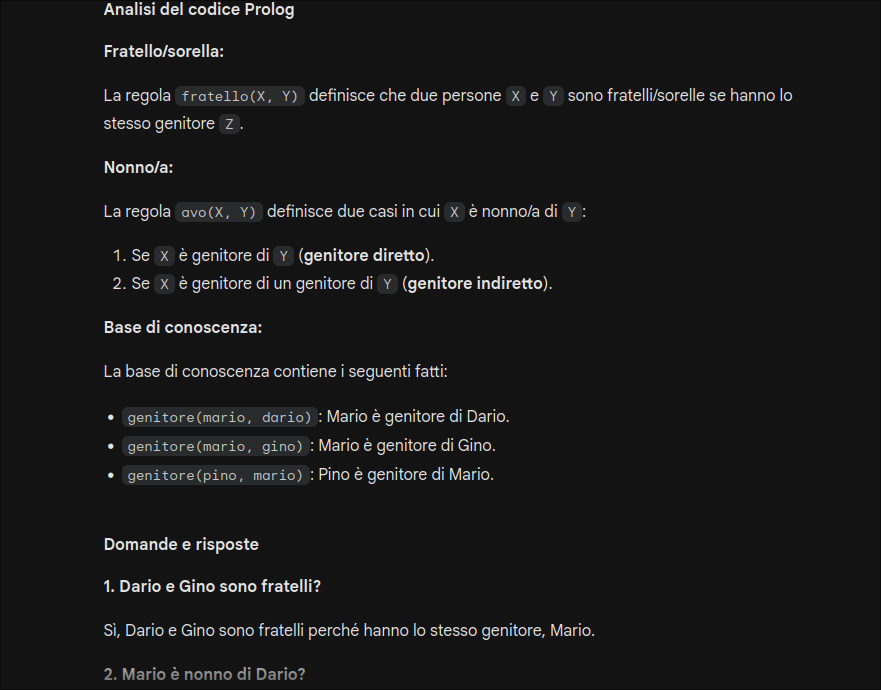 Analisi del codice Prolog
Fratello/sorella:
La regola fratello(X, Y) definisce che due persone X e Y sono fratelli/sorelle se hanno lo
stesso genitore Z.
Nonno/a:
La regola avo(X, Y) definisce due casi in cui X è nonno/a di Y:
1. Se X è genitore di Y (genitore diretto).
2. Se X è genitore di un genitore di Y (genitore indiretto).
Base di conoscenza:
La base di conoscenza contiene i seguenti fatti:
• genitore(mario, dario): Mario è genitore di Dario.
• genitore(mario, gino): Mario è genitore di Gino.
• genitore(pino, mario): Pino è genitore di Mario.
Domande e risposte
1. Dario e Gino sono fratelli?
Sì, Dario e Gino sono fratelli perché hanno lo stesso genitore, Mario.
2. Mario è nonno di Dario?